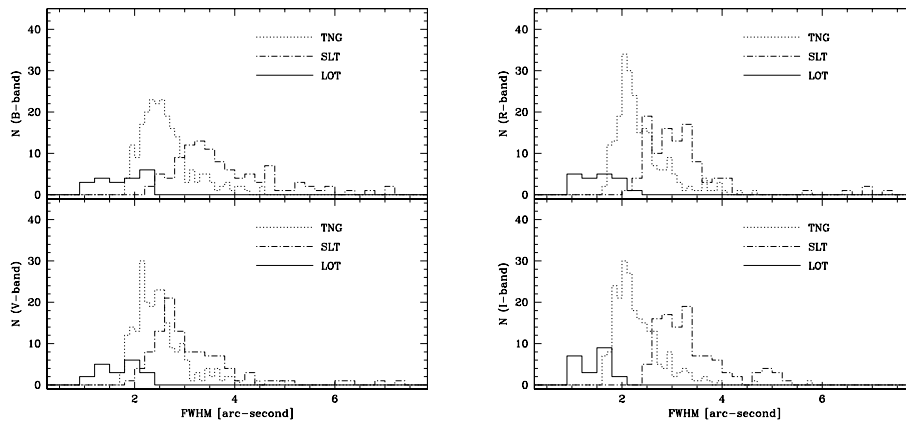 N (B-band)
40
30
20
10
0
TNG
SLT
LOT
N (R-band)
40
30
20
10
0
TNG
SLT
LOT
N (V-band)
40
30
20
10
0
TNG
SLT
LOT
2 4 6
FWHM [arc-second]
N (I-band)
40
30
20
10
0
TNG
SLT
LOT
2 4 6
FWHM [arc-second]